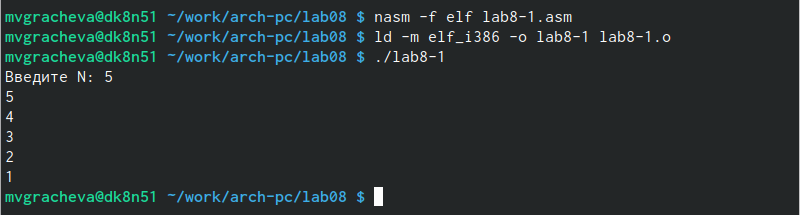 mvgracheva@dk8n51 ~/work/arch-pc/lab08 $ nasm -f elf lab8-1.asm
mvgracheva@dk8n51 ~/work/arch-pc/lab08 $ ld -m elf_i386 -o lab8-1 lab8-1.o
mvgracheva@dk8n51 ~/work/arch-pc/lab08 $ ./lab8-1
Введите N: 5
5
4
3
2
1
mvgracheva@dk8n51 ~/work/arch-pc/lab08 $